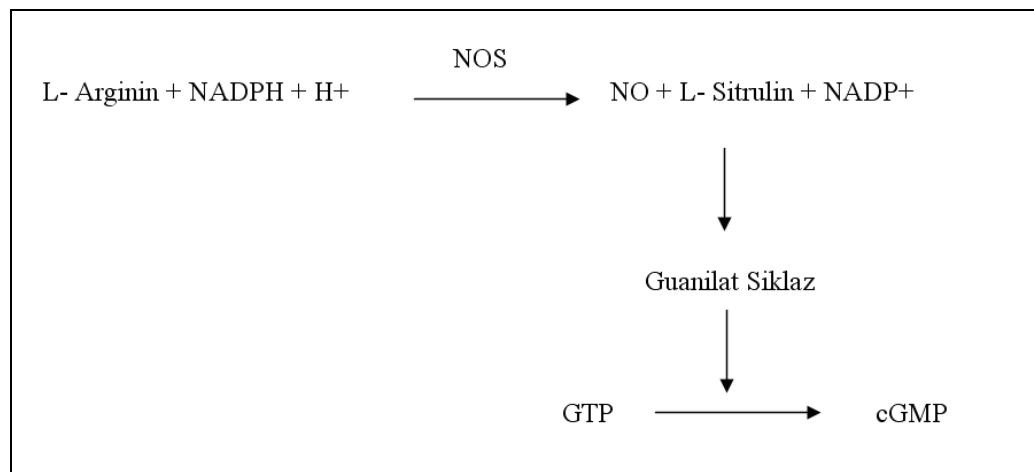 NOS
L- Arginin + NADPH + H+ NO + L- Sitrulin + NADP+
Guanilat Siklaz
GTP cGMP